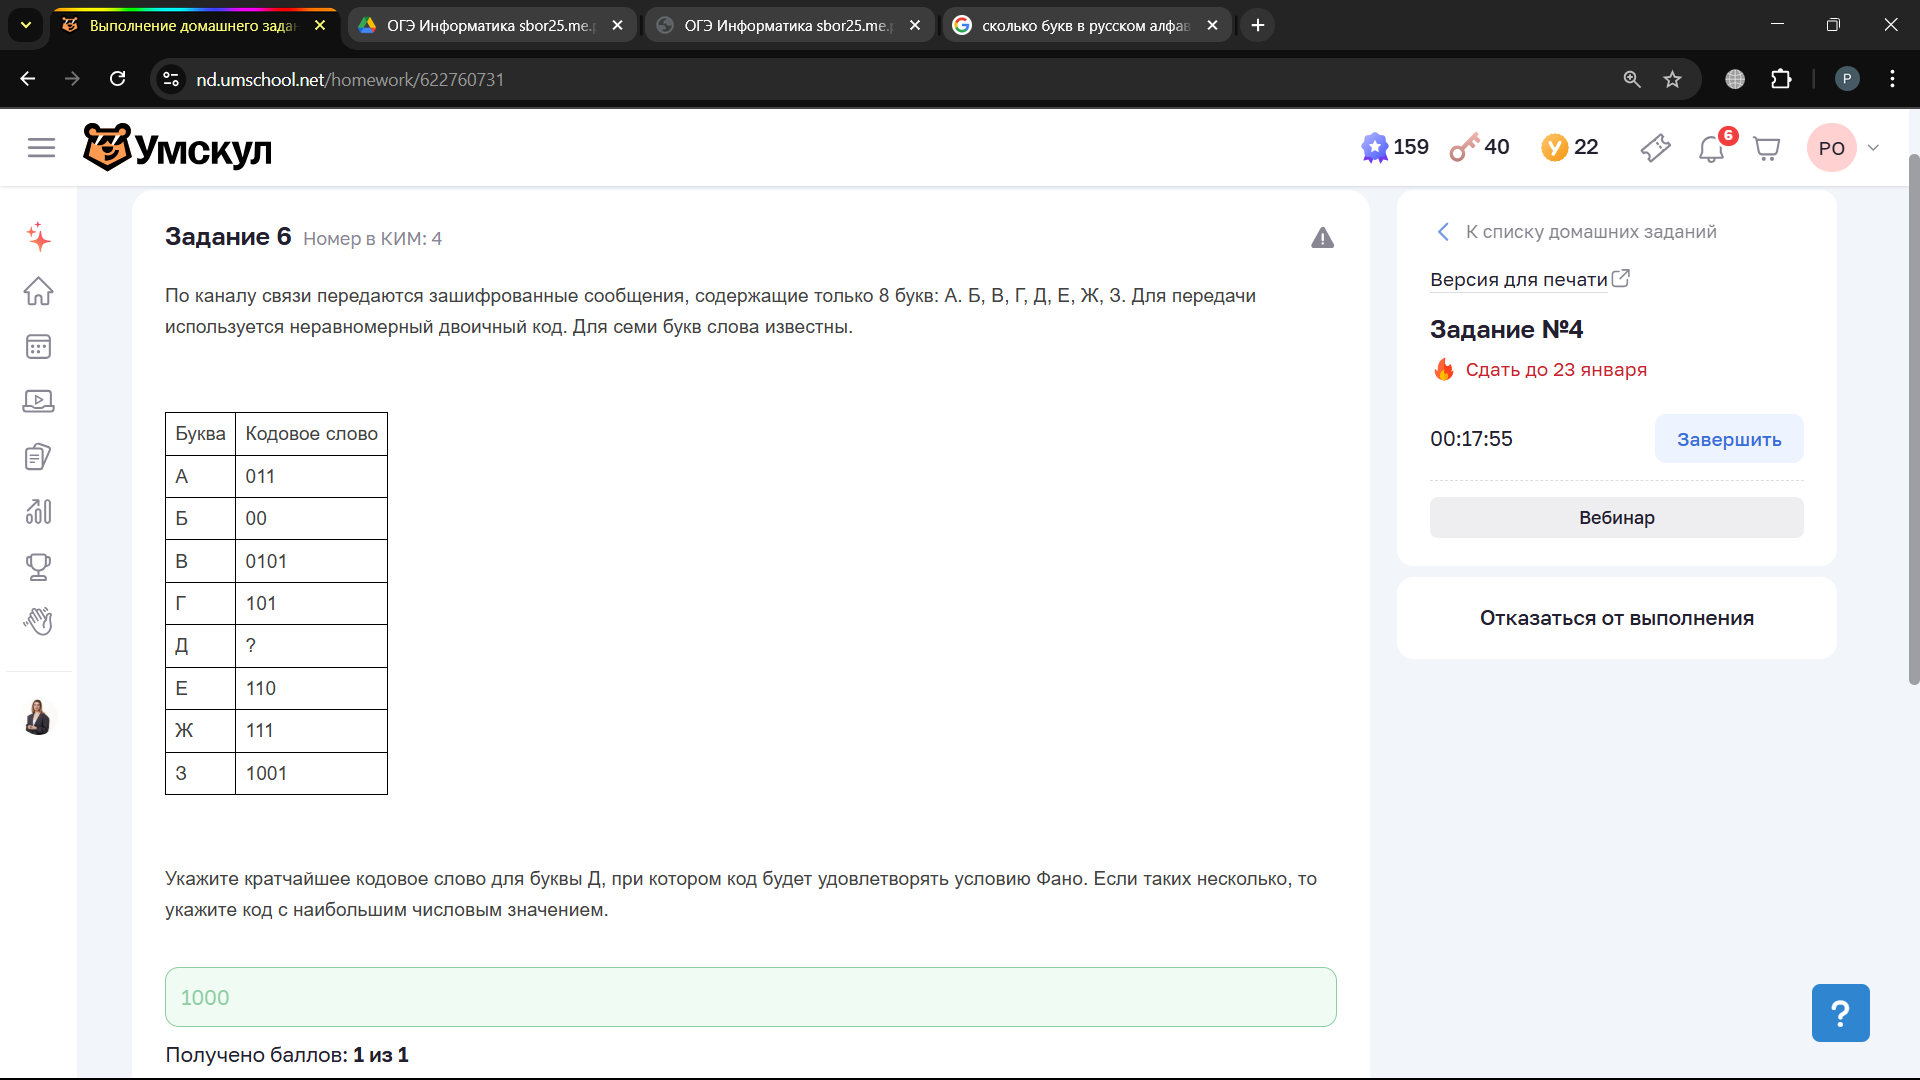 Выполнение домашнего зада
ОГЭ Информатика sbor25.me.
ОГЭ Информатика sbor25.me.
сколько букв в русском алфав
nd.umschool.net/homework/622760731
P
Умскул
159
40
У
22
6
РО
Задание 6 Номер в КИМ: 4
По каналу связи передаются зашифрованные сообщения, содержащие только 8 букв: А. Б, В, Г, Д, Е, Ж, З. Для передачи
используется неравномерный двоичный код. Для семи букв слова известны.
Буква Кодовое слово
А 011
Б 00
В 0101
Г 101
Д ?
Е 110
Ж 111
З 1001
Укажите кратчайшее кодовое слово для буквы Д, при котором код будет удовлетворять условию Фано. Если таких несколько, то
укажите код с наибольшим числовым значением.
1000
Получено баллов: 1 из 1
К списку домашних заданий
Версия для печати
Задание №4
Сдать до 23 января
00:17:55
Завершить
Вебинар
Отказаться от выполнения
?